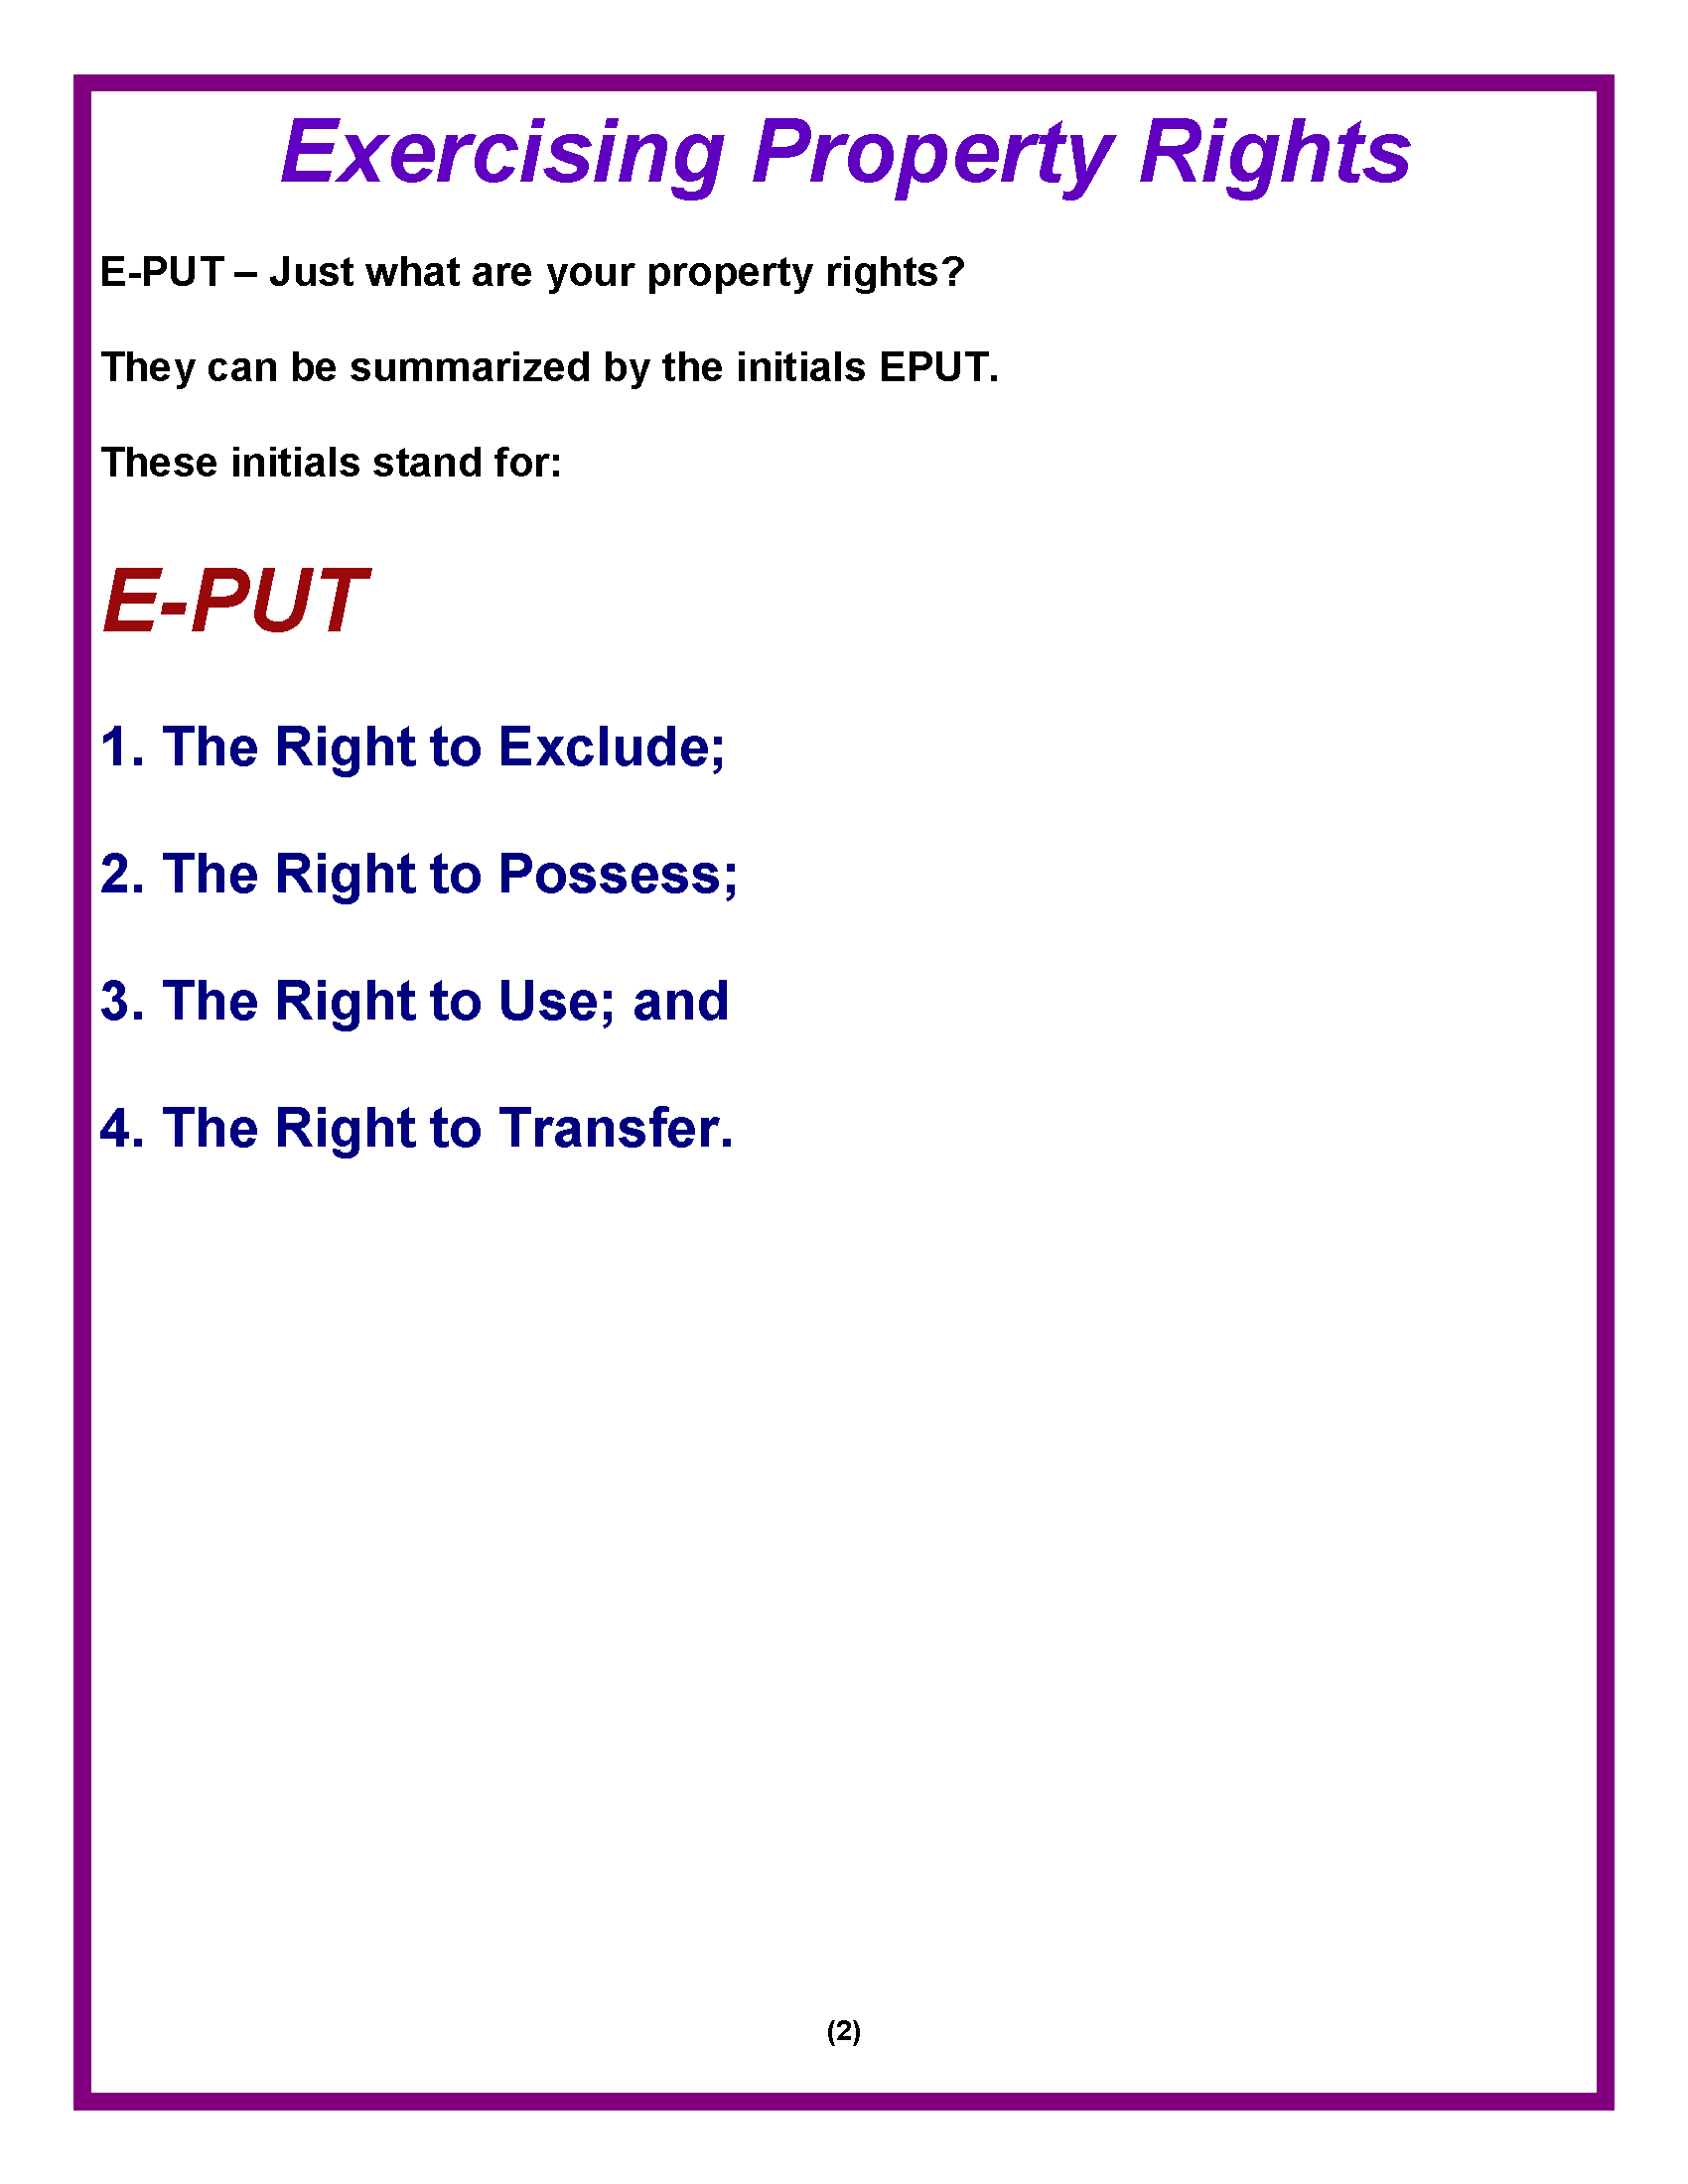 Exercising Property Rights
E-PUT – Just what are your property rights?
They can be summarized by the initials EPUT.
These initials stand for:
E-PUT
1. The Right to Exclude;
2. The Right to Possess;
3. The Right to Use; and
4. The Right to Transfer.
(2)